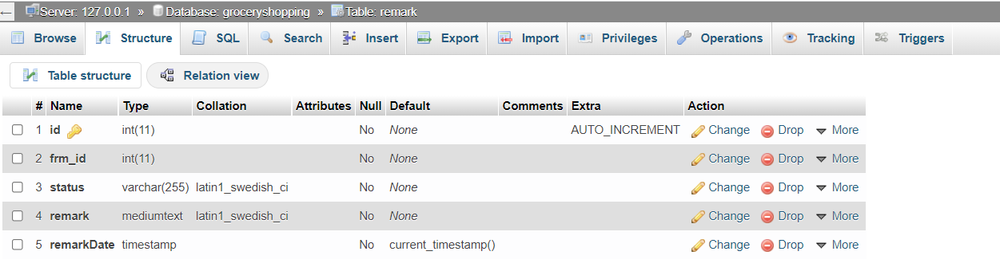 Server: 127.0.0.1 » Database: groceryshopping » Table: remark
Browse Structure SQL Search Insert Export Import Privileges Operations Tracking Triggers
Table structure Relation view
# Name Type Collation Attributes Null Default Comments Extra Action
1 id int(11) No None AUTO_INCREMENT Change Drop More
2 frm_id int(11) No None Change Drop More
3 status varchar(255) latin1_swedish_ci No None Change Drop More
4 remark mediumtext latin1_swedish_ci No None Change Drop More
5 remarkDate timestamp No current_timestamp() Change Drop More